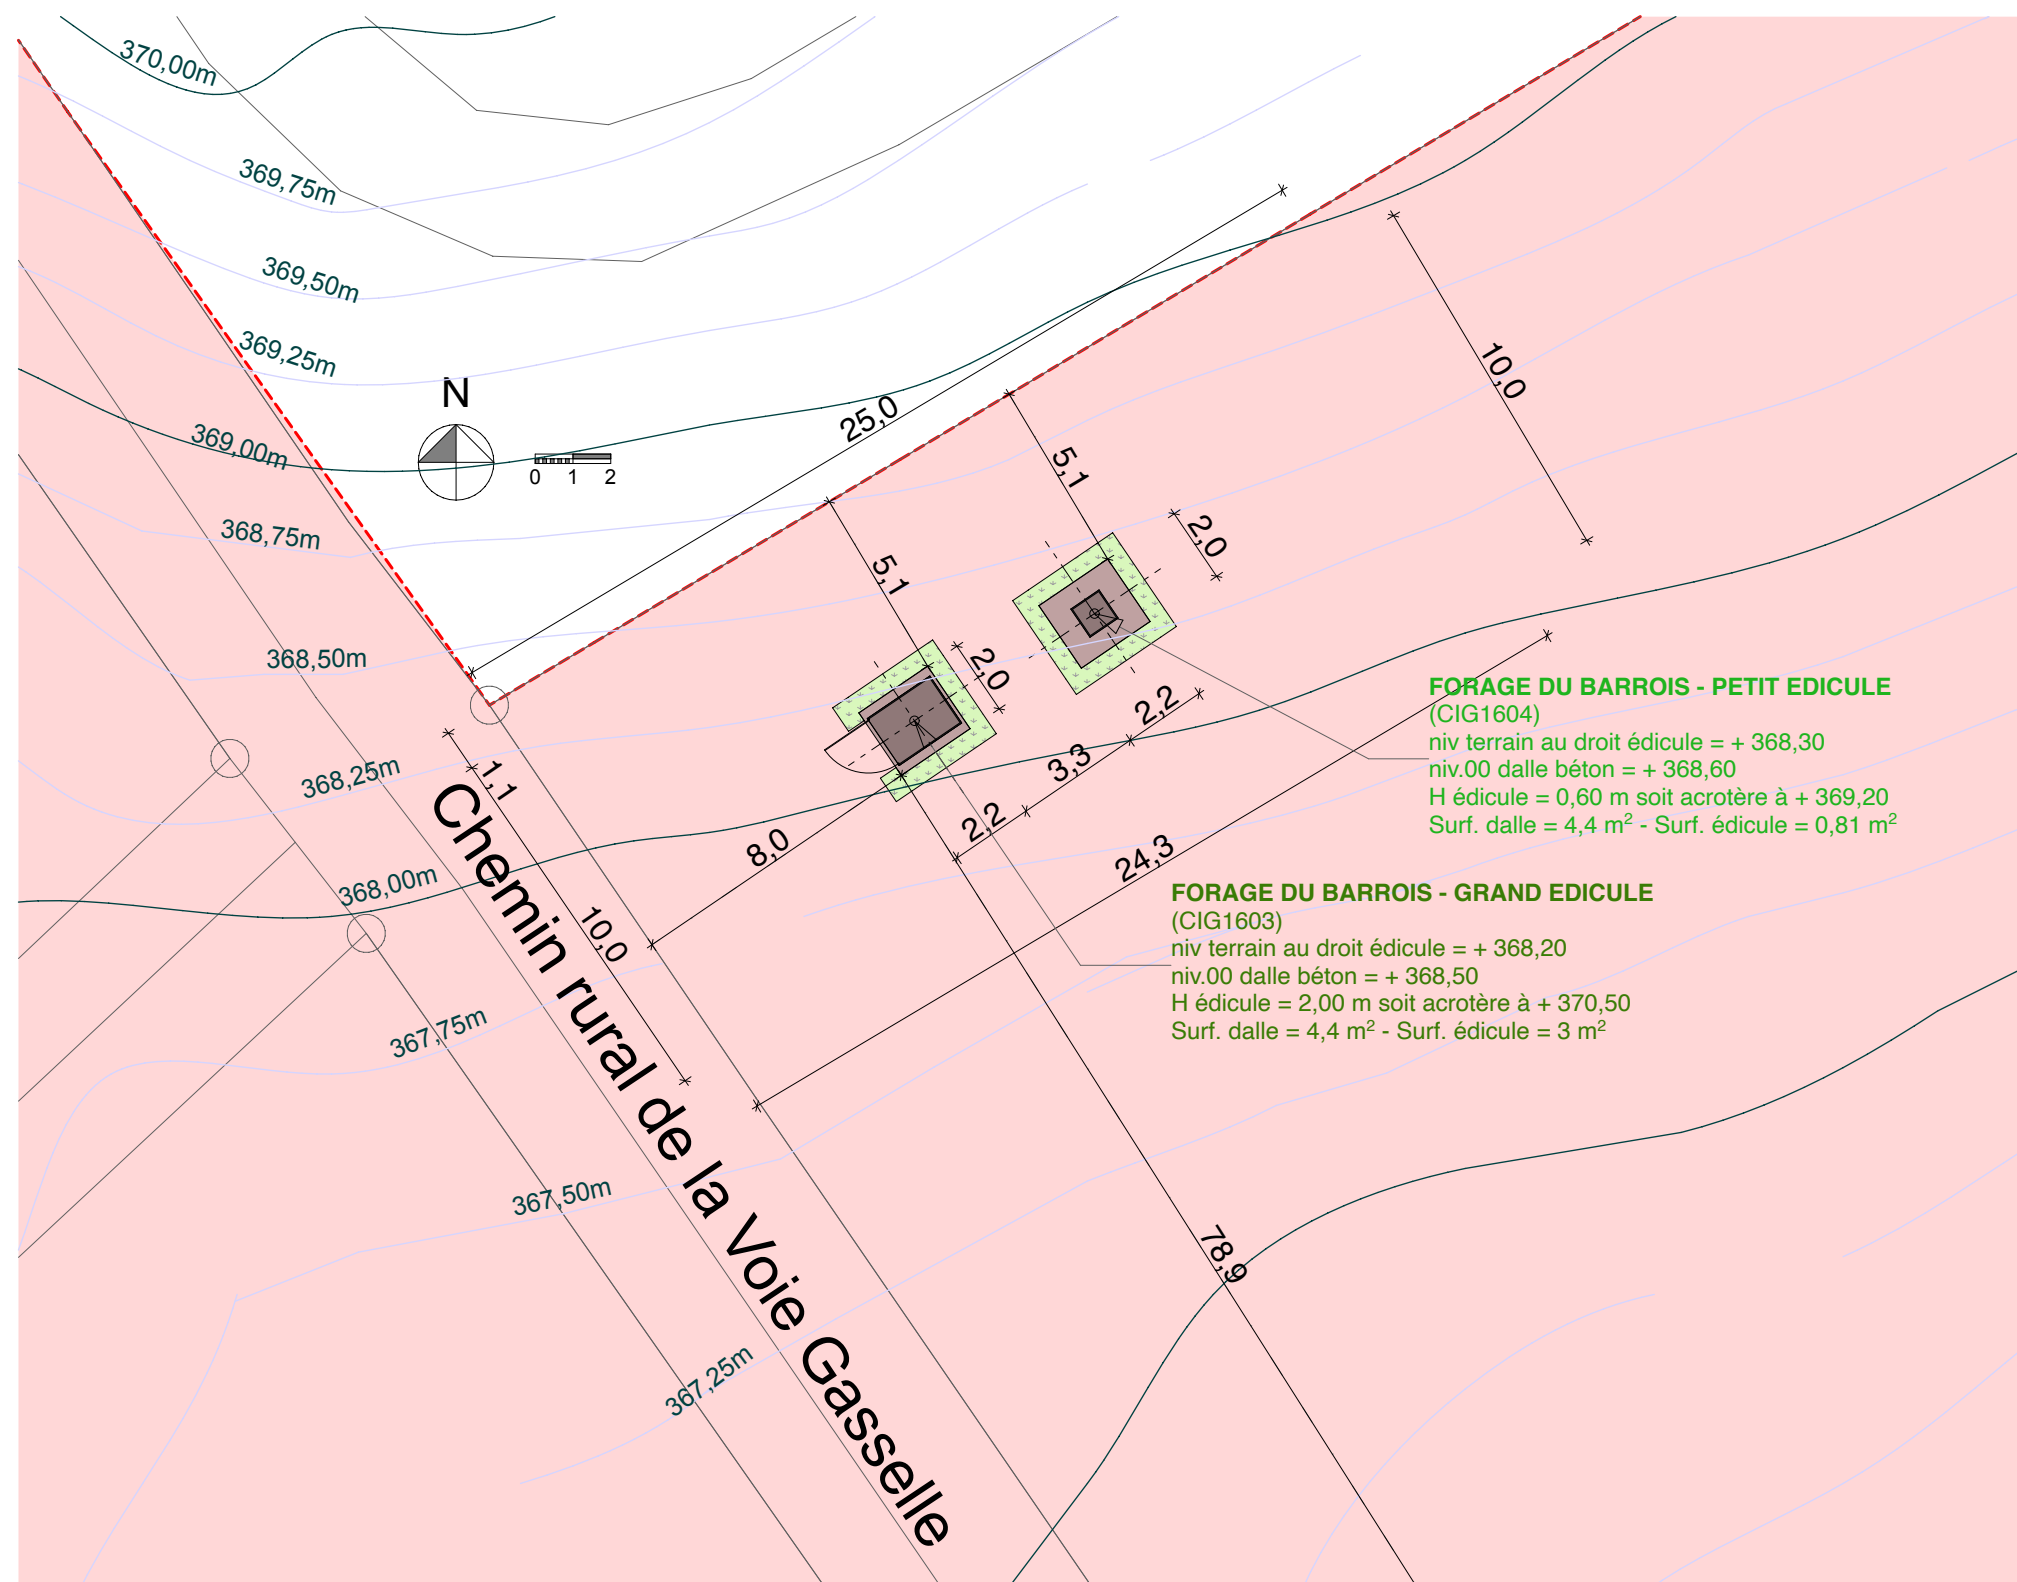 370,00m
369,75m
369,50m
369,25m
N
369,00m
0 1 2
25,0
10,0
5,1
5,1
368,75m
2,0
2,0
368,50m
368,25m
1,1
2,2
3,3
2,2
8,0
24,3
FORAGE DU BARROIS - PETIT EDICULE
(CIG1604)
niv terrain au droit édicule = + 368,30
niv.00 dalle béton = + 368,60
H édicule = 0,60 m soit acrotère à + 369,20
Surf. dalle = 4,4 m² - Surf. édicule = 0,81 m²
368,00m
10,0
FORAGE DU BARROIS - GRAND EDICULE
(CIG1603)
niv terrain au droit édicule = + 368,20
niv.00 dalle béton = + 368,50
H édicule = 2,00 m soit acrotère à + 370,50
Surf. dalle = 4,4 m² - Surf. édicule = 3 m²
367,75m
Chemin rural de la Voie Gasselle
367,50m
78,9
367,25m